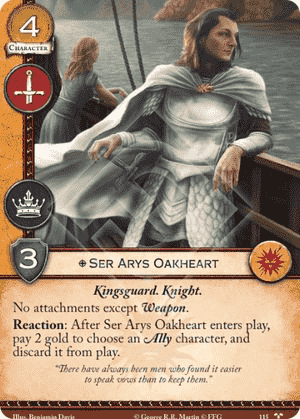 4
Character
3
Ser Arys Oakheart
Kingsguard. Knight.
No attachments except Weapon.
Reaction: After Ser Arys Oakheart enters play,
pay 2 gold to choose an Ally character, and
discard it from play.
"There have always been men who found it easier
to speak vows than to keep them."
Illus. Benjamin Davis
© George R.R. Martin © FFG
115